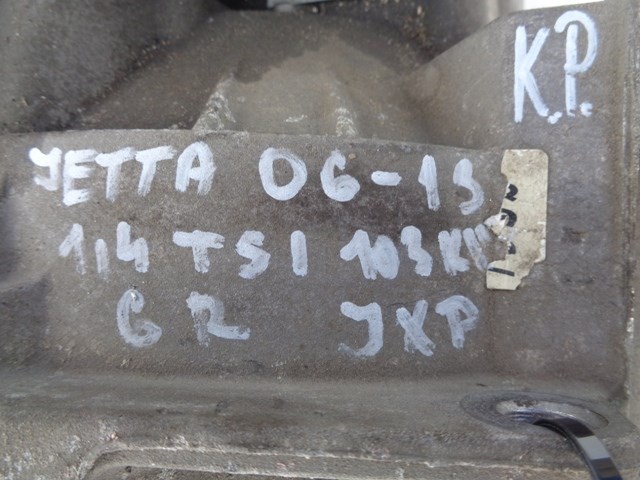 K.P.
JETTA 06-13
1,4 TSI 103KW
6R JXP